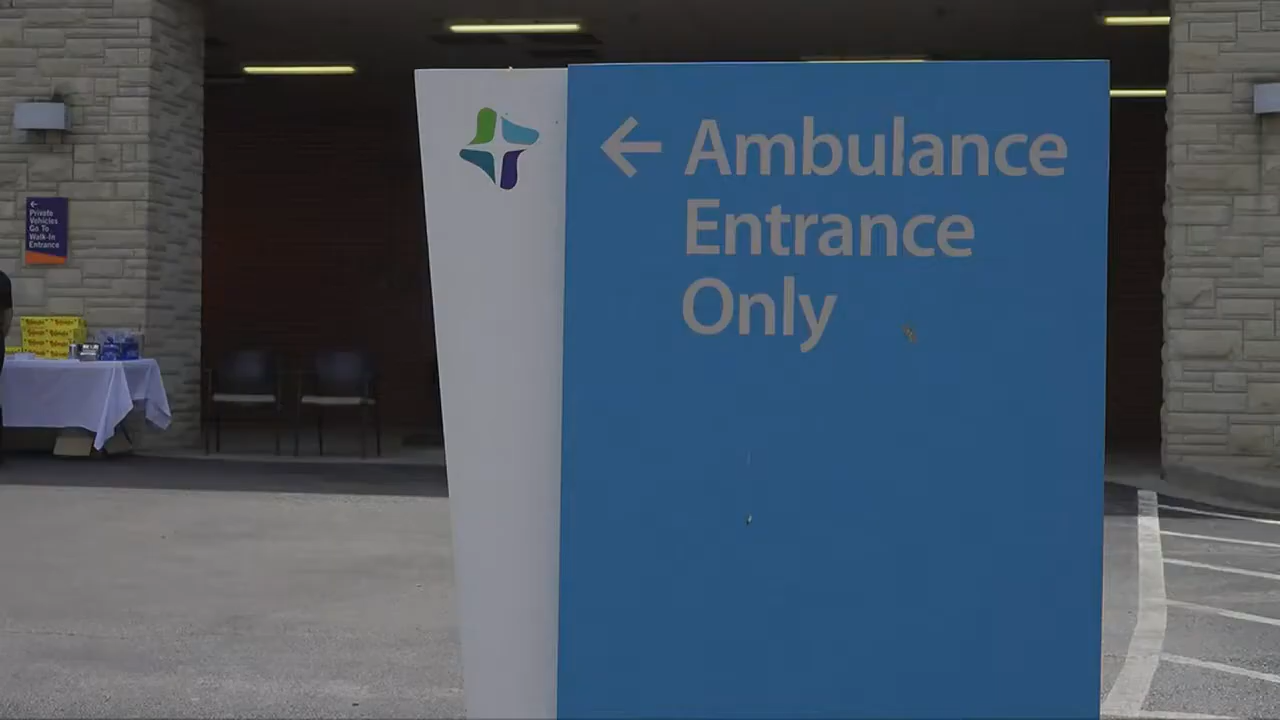 ← Ambulance
Entrance
Only
←
Private
Vehicles
Go To
Walk-In
Entrance